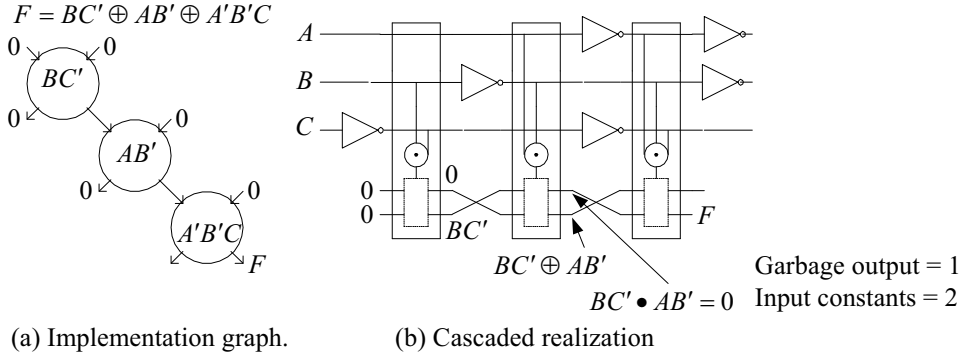 F = BC′ ⊕ AB′ ⊕ A′B′C
0 0
BC′
0 0
AB′
0 0
A′B′C
F
A
B
C
0
0
0
BC′
F
BC′ ⊕ AB′
BC′ • AB′ = 0
Garbage output = 1
Input constants = 2
(a) Implementation graph.
(b) Cascaded realization